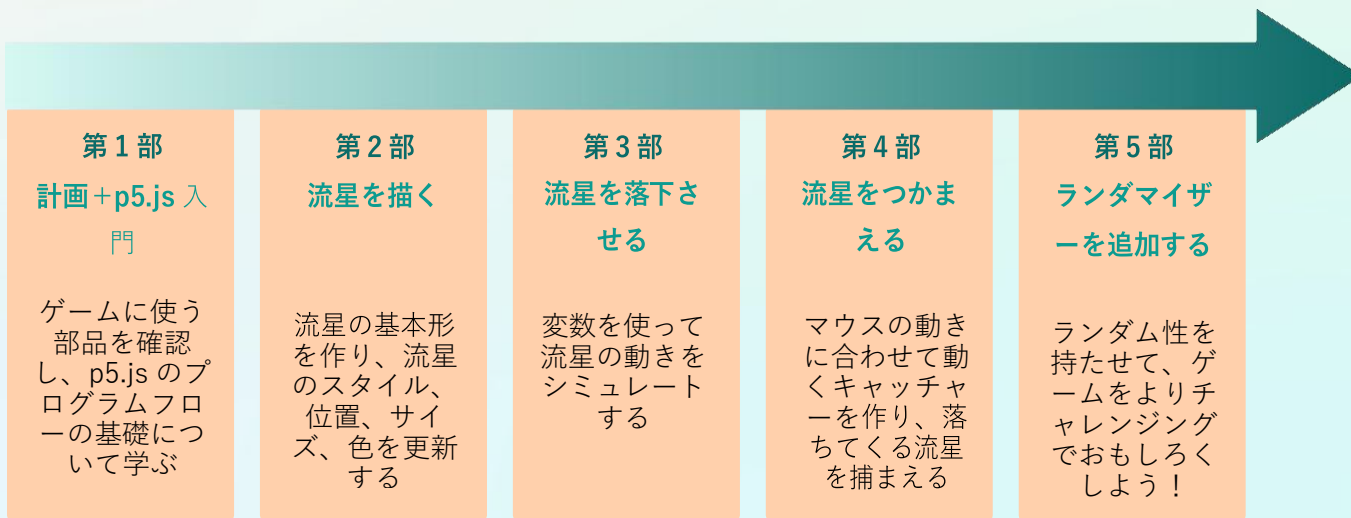 第1部
計画+p5.js 入
門
ゲームに使う
部品を確認
し、p5.js のプ
ログラムフロ
ーの基礎につ
いて学ぶ
第2部
流星を描く
流星の基本形
を作り、流星
のスタイル、
位置、サイ
ズ、色を更新
する
第3部
流星を落下さ
せる
変数を使って
流星の動きを
シミュレート
する
第4部
流星をつかま
える
マウスの動き
に合わせて動
くキャッチャ
ーを作り、落
ちてくる流星
を捕まえる
第5部
ランダマイザ
ーを追加する
ランダム性を
持たせて、ゲ
ームをよりチ
ャレンジング
でおもしろく
しよう！